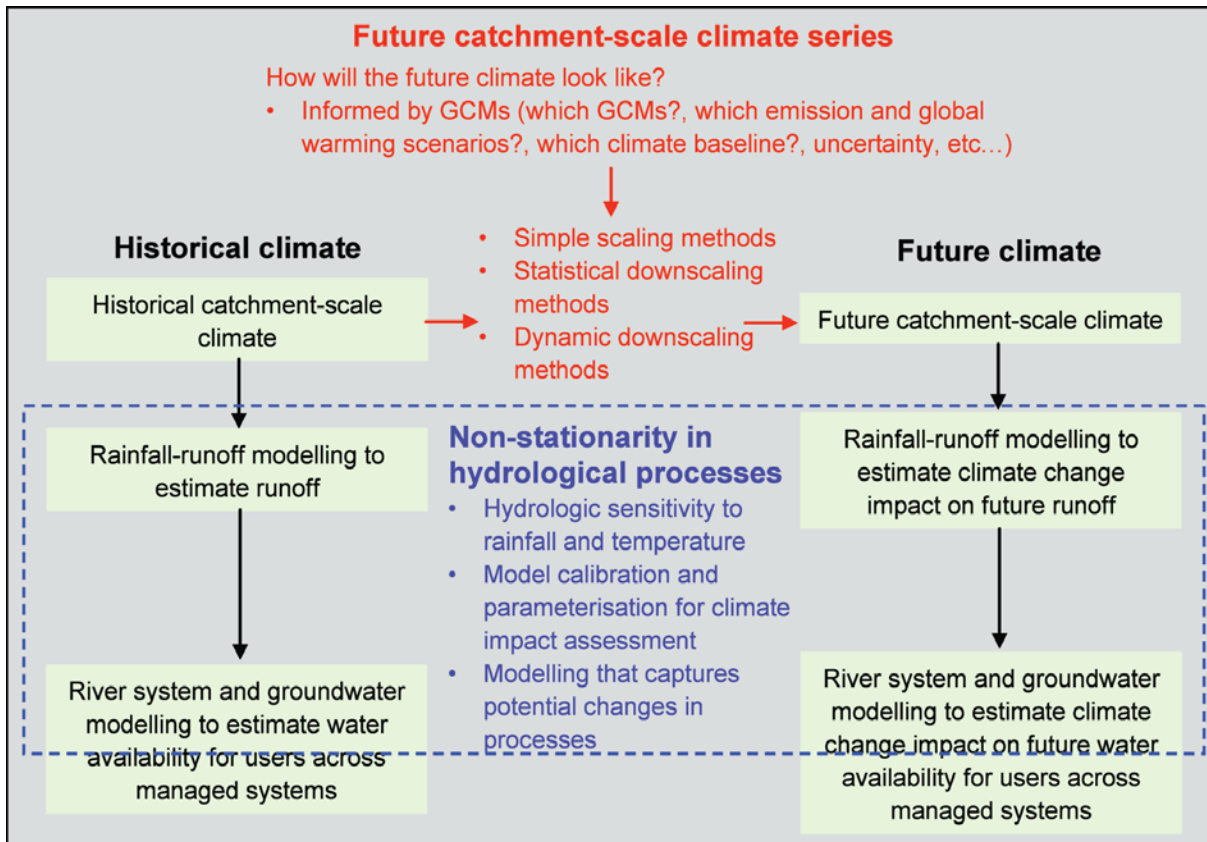 Future catchment-scale climate series
How will the future climate look like?
• Informed by GCMs (which GCMs?, which emission and global
warming scenarios?, which climate baseline?, uncertainty, etc...)
Historical climate
Historical catchment-scale
climate
• Simple scaling methods
• Statistical downscaling
methods
• Dynamic downscaling
methods
Future climate
Future catchment-scale climate
Rainfall-runoff modelling to
estimate runoff
Non-stationarity in
hydrological processes
• Hydrologic sensitivity to
rainfall and temperature
• Model calibration and
parameterisation for climate
impact assessment
• Modelling that captures
potential changes in
processes
Rainfall-runoff modelling to
estimate climate change
impact on future runoff
River system and groundwater
modelling to estimate water
availability for users across
managed systems
River system and groundwater
modelling to estimate climate
change impact on future water
availability for users across
managed systems